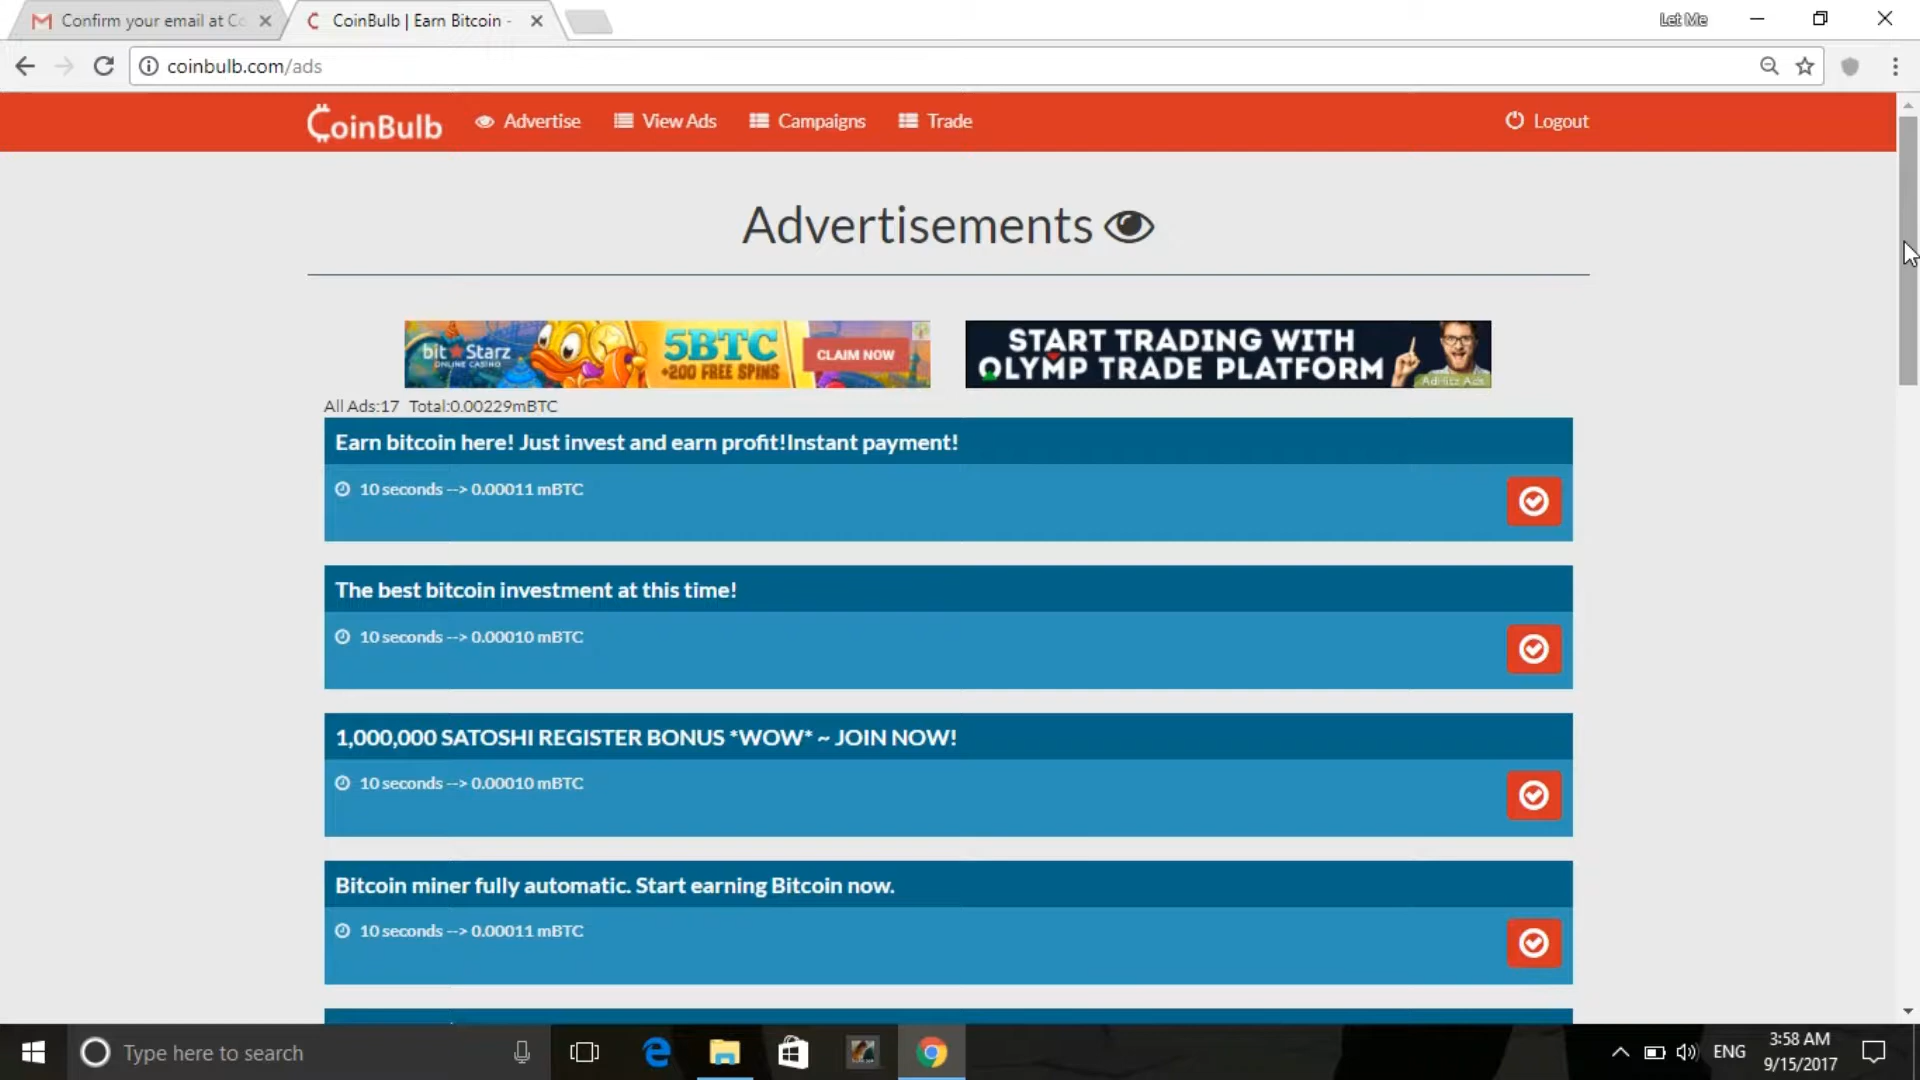 Confirm your email at Co
CoinBulb | Earn Bitcoin -
Let Me
coinbulb.com/ads
CoinBulb
Advertise
View Ads
Campaigns
Trade
Logout
Advertisements
bit Starz
ONLINE CASINO
5BTC
+200 FREE SPINS
CLAIM NOW
START TRADING WITH
OLYMP TRADE PLATFORM
AdHitz Ads
All Ads:17 Total:0.00229mBTC
Earn bitcoin here! Just invest and earn profit!Instant payment!
10 seconds --> 0.00011 mBTC
The best bitcoin investment at this time!
10 seconds --> 0.00010 mBTC
1,000,000 SATOSHI REGISTER BONUS *WOW* ~ JOIN NOW!
10 seconds --> 0.00010 mBTC
Bitcoin miner fully automatic. Start earning Bitcoin now.
10 seconds --> 0.00011 mBTC
Type here to search
ENG
3:58 AM
9/15/2017